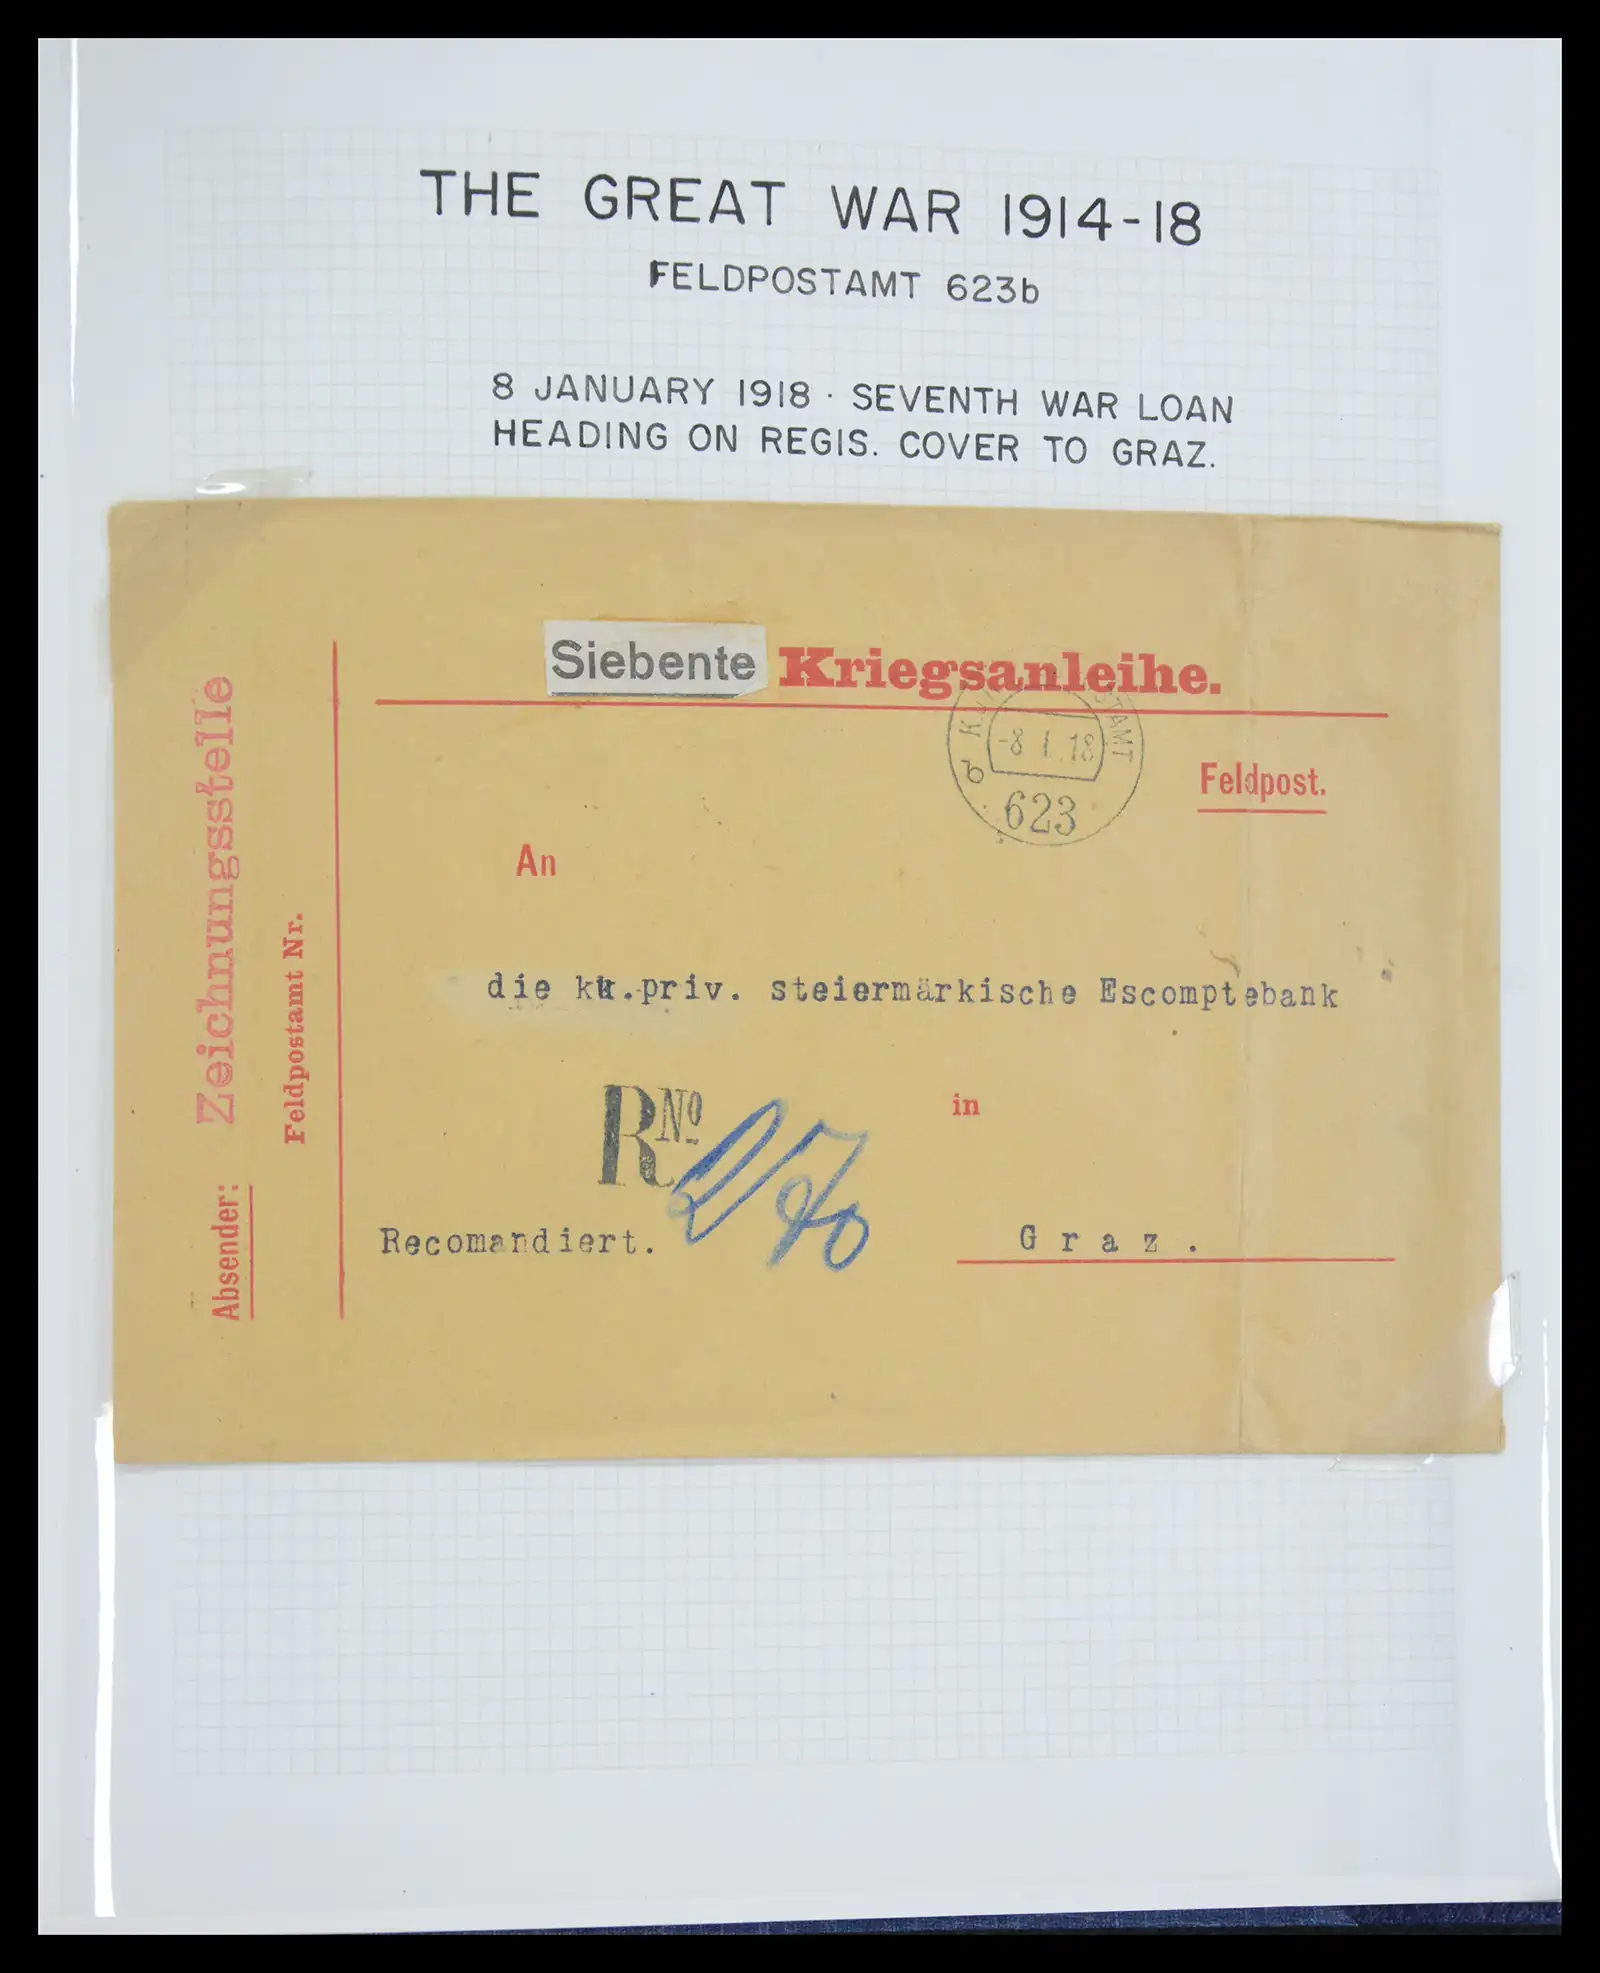 THE GREAT WAR 1914-18
FELDPOSTAMT 623b
8 JANUARY 1918 · SEVENTH WAR LOAN
HEADING ON REGIS. COVER TO GRAZ.
Siebente Kriegsanleihe.
-8 I. 18
b
623
Feldpost.
An
die kk.priv. steiermärkische Escomptebank
RNo
in
Recomandiert.
Graz.
Absender: Zeichnungsstelle
Feldpostamt Nr.